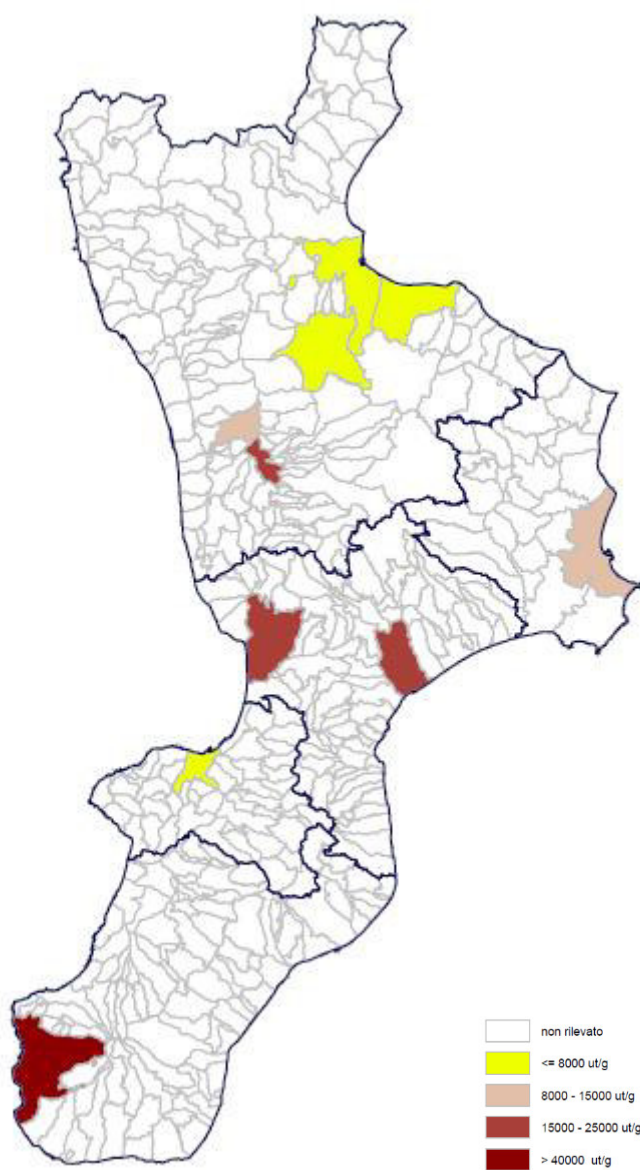 non rilevato
<= 8000 ut/g
8000 - 15000 ut/g
15000 - 25000 ut/g
> 40000 ut/g